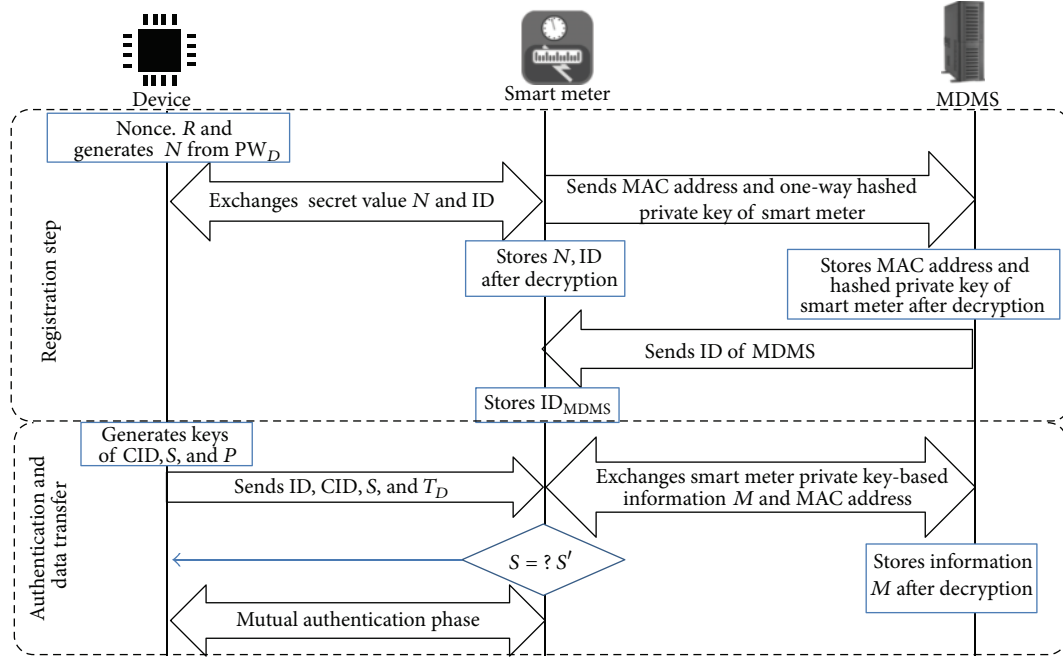 Device
Smart meter
MDMS
Registration step
Nonce. R and
generates N from PW_D
Exchanges secret value N and ID
Sends MAC address and one-way hashed
private key of smart meter
Stores N, ID
after decryption
Stores MAC address and
hashed private key of
smart meter after decryption
Sends ID of MDMS
Stores ID_MDMS
Authentication and
data transfer
Generates keys
of CID, S, and P
Sends ID, CID, S, and T_D
Exchanges smart meter private key-based
information M and MAC address
S = ? S′
Stores information
M after decryption
Mutual authentication phase